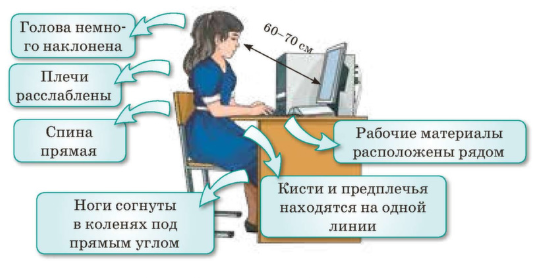 Голова немно-
го наклонена
60–70 см
Плечи
расслаблены
Спина
прямая
Рабочие материалы
расположены рядом
Кисти и предплечья
находятся на одной
линии
Ноги согнуты
в коленях под
прямым углом